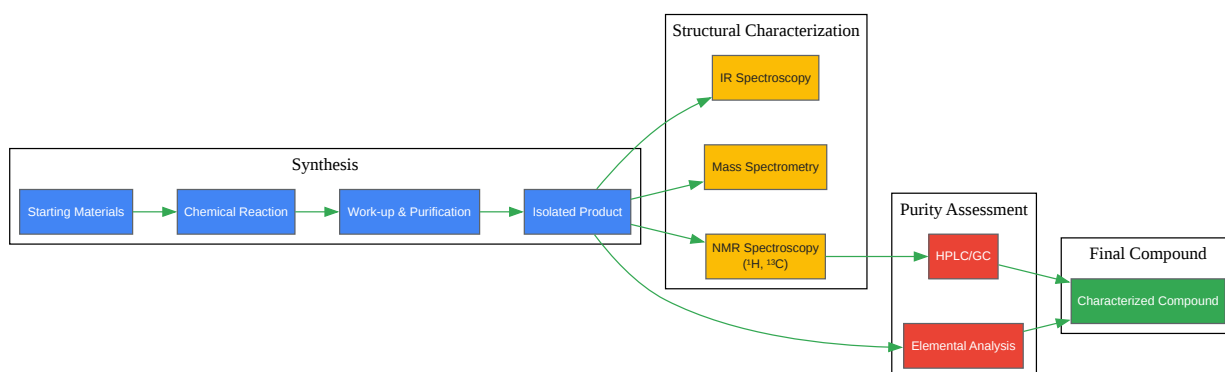 Synthesis
Starting Materials
Chemical Reaction
Work-up & Purification
Isolated Product
Structural Characterization
IR Spectroscopy
Mass Spectrometry
NMR Spectroscopy
(¹H, ¹³C)
Purity Assessment
HPLC/GC
Elemental Analysis
Final Compound
Characterized Compound